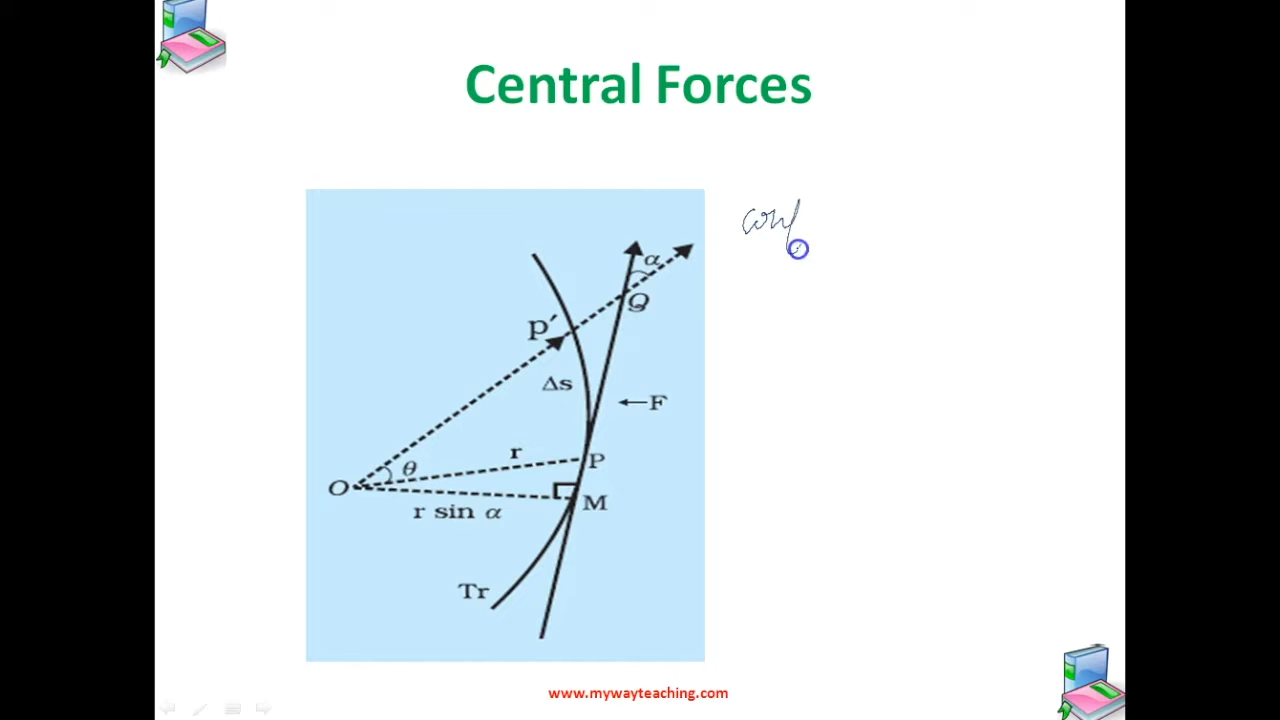 Central Forces
α
Q
p′
Δs
←F
θ
r
P
O
M
r sin α
Tr
www.mywayteaching.com